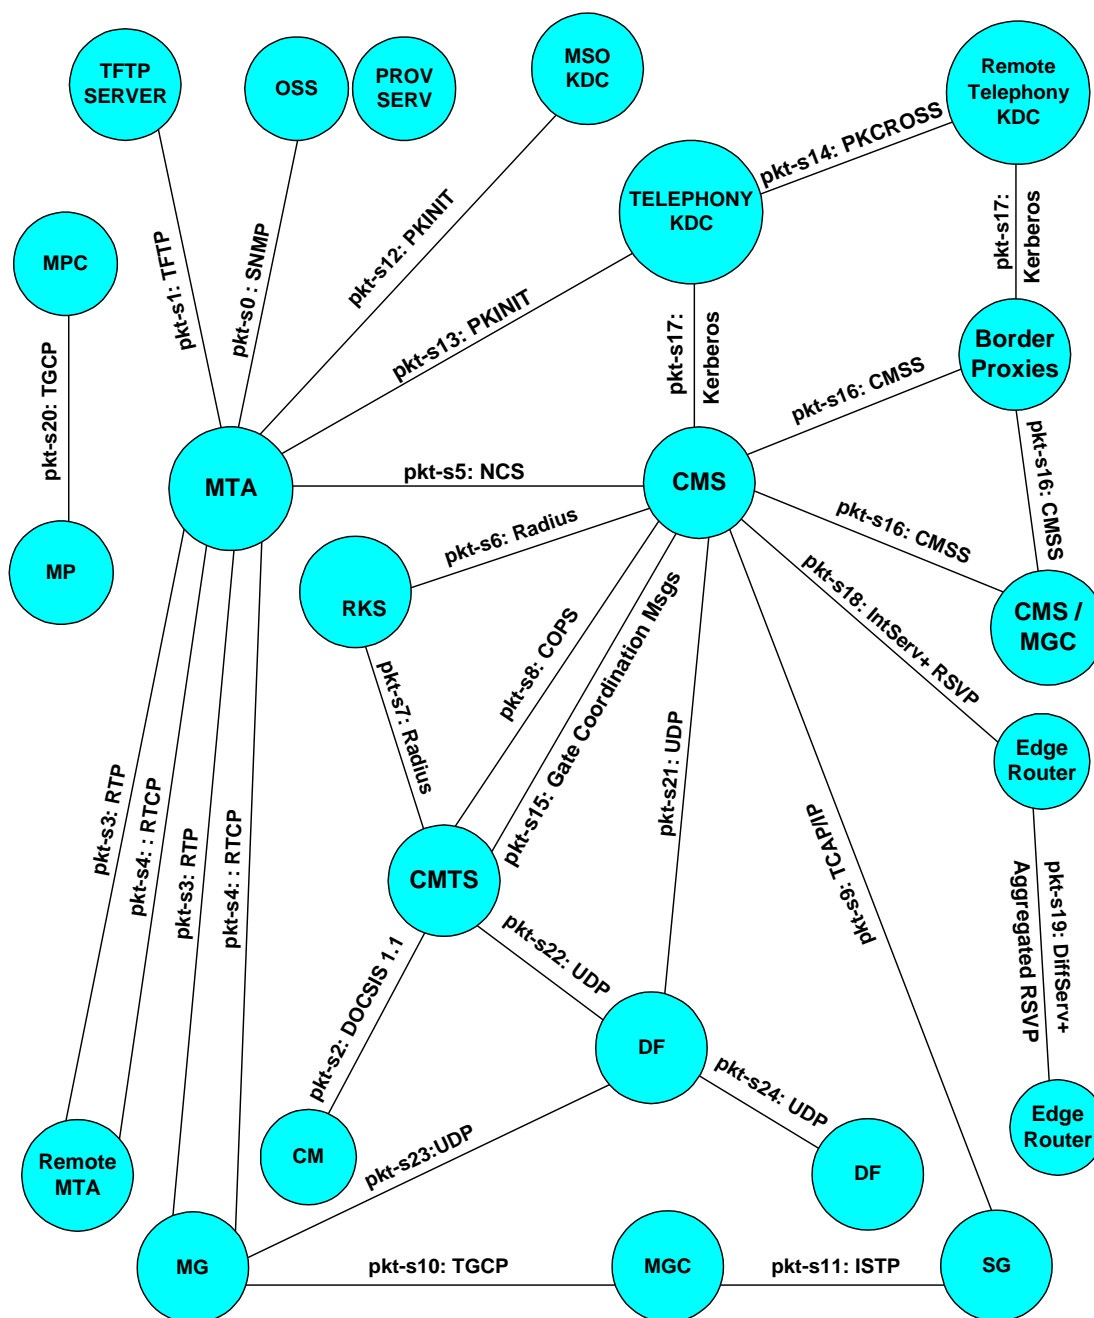 TFTP
SERVER
OSS
PROV
SERV
MSO
KDC
Remote
Telephony
KDC
pkt-s14: PKCROSS
TELEPHONY
KDC
MPC
pkt-s1: TFTP
pkt-s0 : SNMP
pkt-s12: PKINIT
pkt-s13: PKINIT
pkt-s17:
Kerberos
pkt-s17:
Kerberos
Border
Proxies
pkt-s20: TGCP
pkt-s16: CMSS
MTA
pkt-s5: NCS
CMS
pkt-s16: CMSS
pkt-s16: CMSS
MP
RKS
pkt-s6: Radius
pkt-s18: IntServ+ RSVP
CMS /
MGC
pkt-s7: Radius
pkt-s8: COPS
pkt-s15: Gate Coordination Msgs
pkt-s21: UDP
Edge
Router
pkt-s3: RTP
pkt-s4: : RTCP
pkt-s3: RTP
pkt-s4: : RTCP
CMTS
pkt-s9: TCAP/IP
pkt-s19: DiffServ+
Aggregated RSVP
pkt-s22: UDP
pkt-s2: DOCSIS 1.1
DF
pkt-s24: UDP
Edge
Router
Remote
MTA
CM
pkt-s23:UDP
DF
MG
pkt-s10: TGCP
MGC
pkt-s11: ISTP
SG